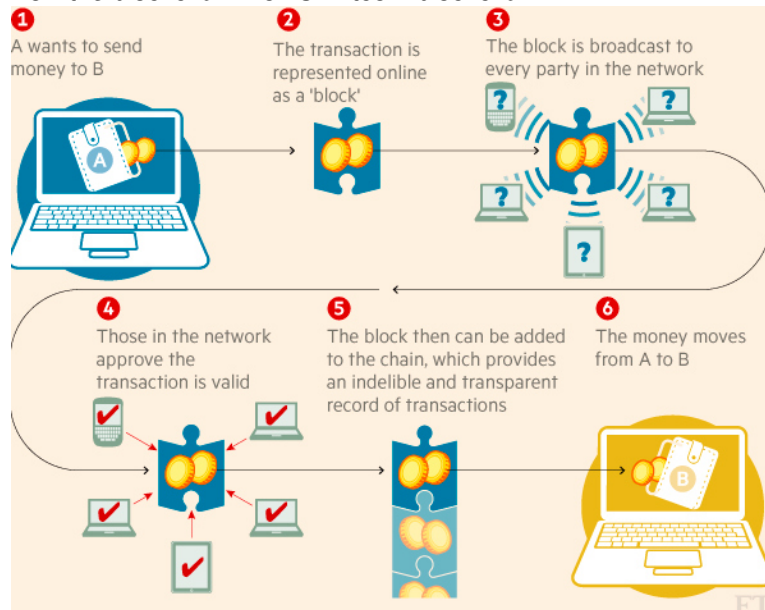 1
A wants to send
money to B
A
2
The transaction is
represented online
as a 'block'
3
The block is broadcast to
every party in the network
?
?
?
?
?
4
Those in the network
approve the
transaction is valid
5
The block then can be added
to the chain, which provides
an indelible and transparent
record of transactions
6
The money moves
from A to B
B